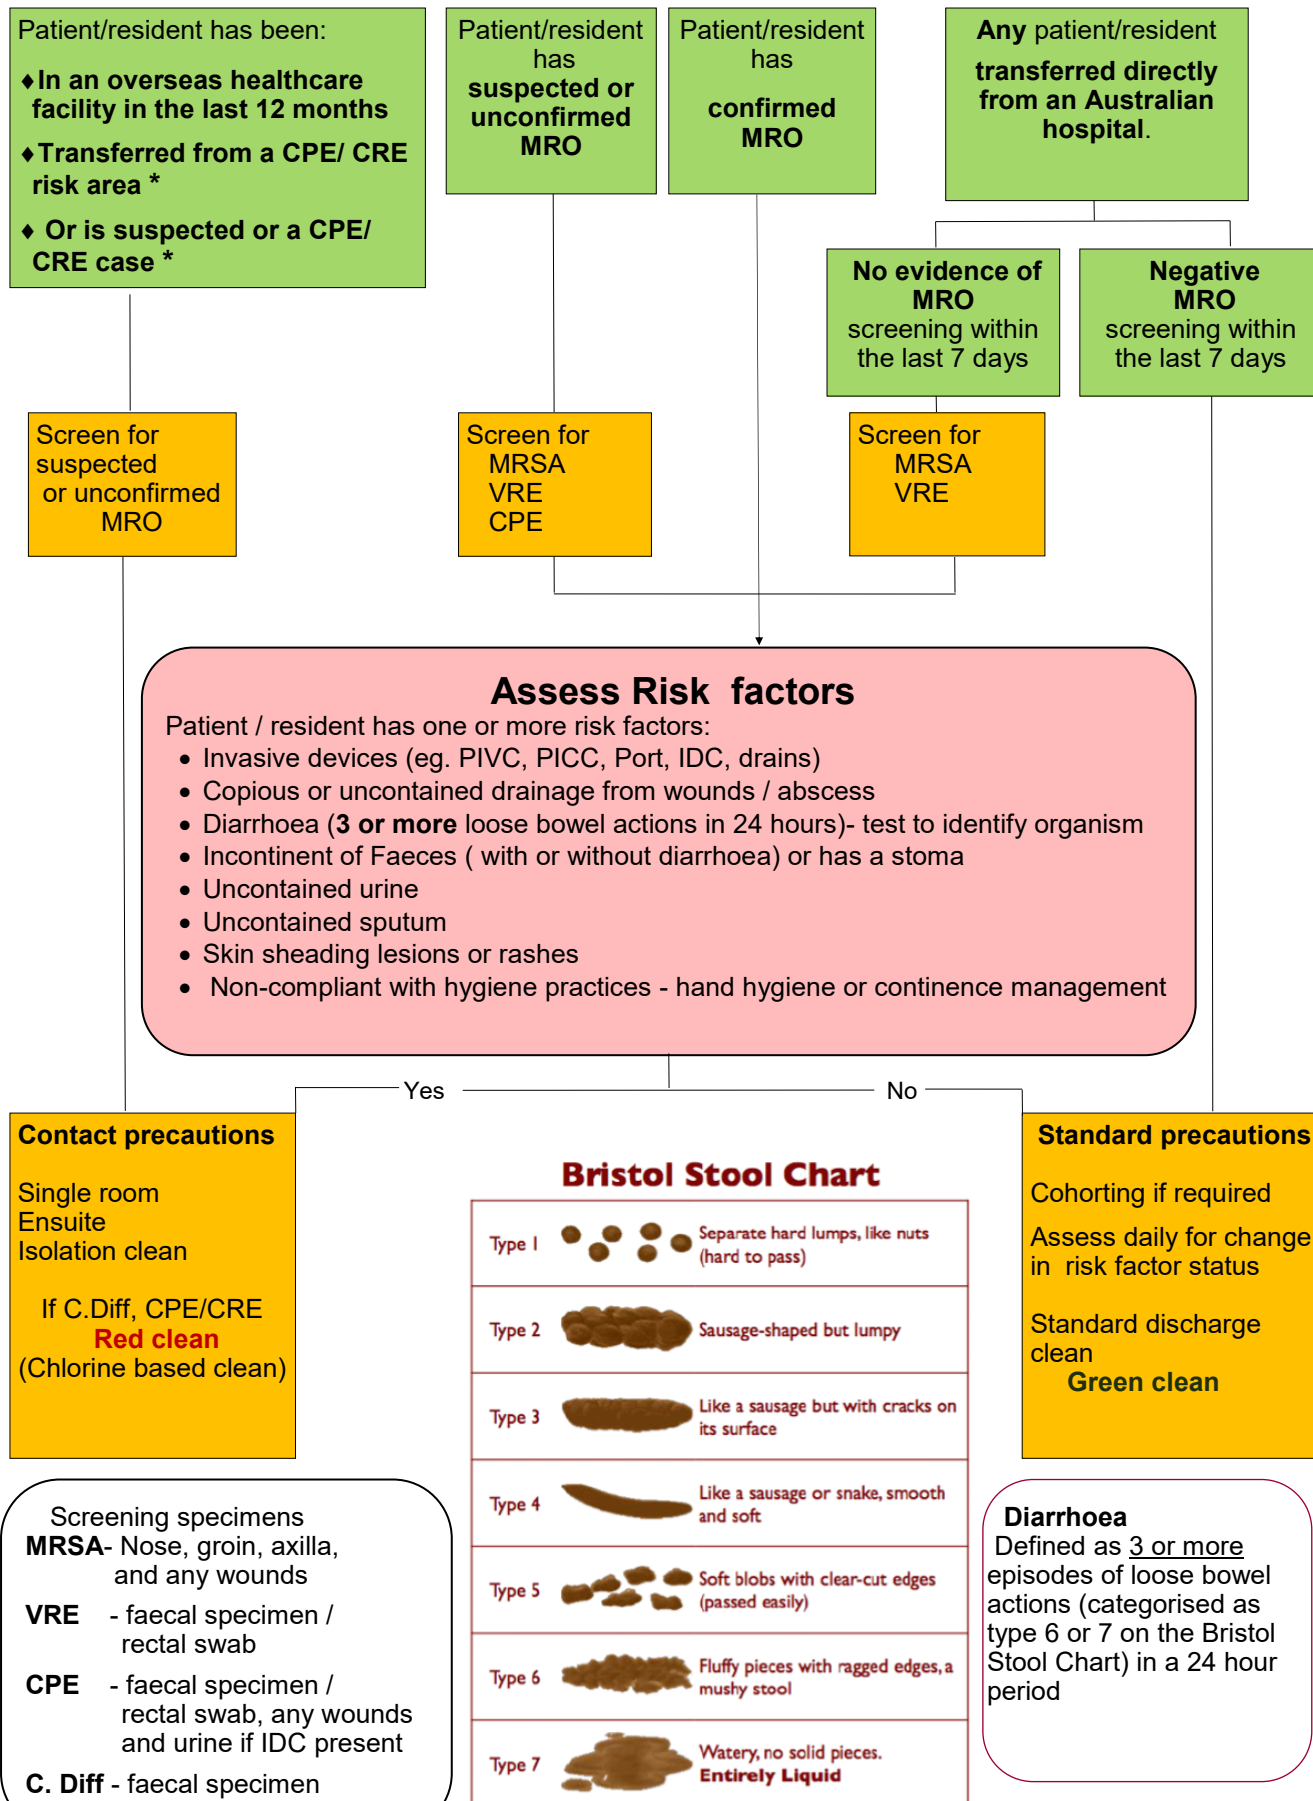 Patient/resident has been:
♦In an overseas healthcare
facility in the last 12 months
♦Transferred from a CPE/ CRE
risk area *
♦ Or is suspected or a CPE/
CRE case *
Patient/resident
has
suspected or
unconfirmed
MRO
Patient/resident
has
confirmed
MRO
Any patient/resident
transferred directly
from an Australian
hospital.
No evidence of
MRO
screening within
the last 7 days
Negative
MRO
screening within
the last 7 days
Screen for
suspected
or unconfirmed
MRO
Screen for
MRSA
VRE
CPE
Screen for
MRSA
VRE
Assess Risk factors
Patient / resident has one or more risk factors:
• Invasive devices (eg. PIVC, PICC, Port, IDC, drains)
• Copious or uncontained drainage from wounds / abscess
• Diarrhoea (3 or more loose bowel actions in 24 hours)- test to identify organism
• Incontinent of Faeces ( with or without diarrhoea) or has a stoma
• Uncontained urine
• Uncontained sputum
• Skin sheading lesions or rashes
• Non-compliant with hygiene practices - hand hygiene or continence management
Yes
No
Contact precautions
Single room
Ensuite
Isolation clean
If C.Diff, CPE/CRE
Red clean
(Chlorine based clean)
Bristol Stool Chart
Type 1
Separate hard lumps, like nuts
(hard to pass)
Type 2
Sausage-shaped but lumpy
Type 3
Like a sausage but with cracks on
its surface
Type 4
Like a sausage or snake, smooth
and soft
Type 5
Soft blobs with clear-cut edges
(passed easily)
Type 6
Fluffy pieces with ragged edges, a
mushy stool
Type 7
Watery, no solid pieces.
Entirely Liquid
Standard precautions
Cohorting if required
Assess daily for change
in risk factor status
Standard discharge
clean
Green clean
Screening specimens
MRSA- Nose, groin, axilla,
and any wounds
VRE - faecal specimen /
rectal swab
CPE - faecal specimen /
rectal swab, any wounds
and urine if IDC present
C. Diff - faecal specimen
Diarrhoea
Defined as 3 or more
episodes of loose bowel
actions (categorised as
type 6 or 7 on the Bristol
Stool Chart) in a 24 hour
period